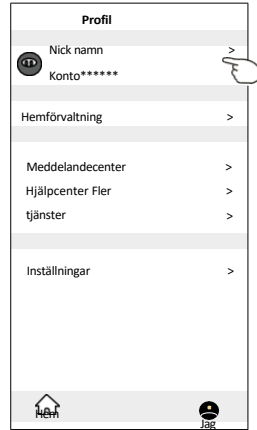 Profil
Nick namn >
Konto******
Hemförvaltning >
Meddelandecenter >
Hjälpcenter Fler >
tjänster >
Inställningar >
Hem Jag